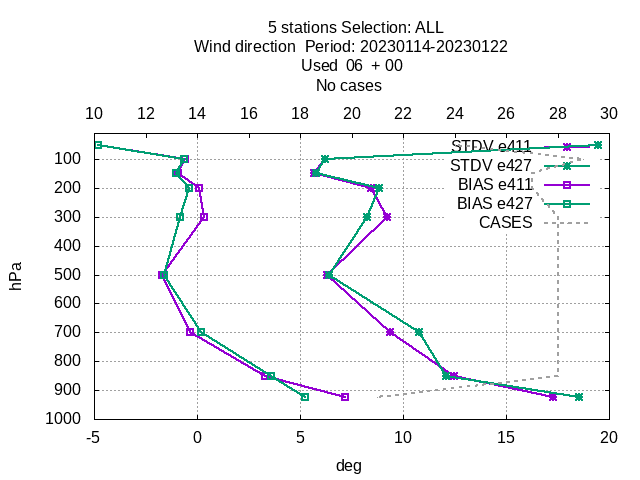 5 stations Selection: ALL
Wind direction  Period: 20230114-20230122
Used  06  + 00
No cases
10 12 14 16 18 20 22 24 26 28 30
STDV e411
STDV e427
BIAS e411
BIAS e427
CASES
100
200
300
400
500
600
700
800
900
1000
hPa
-5 0 5 10 15 20
deg